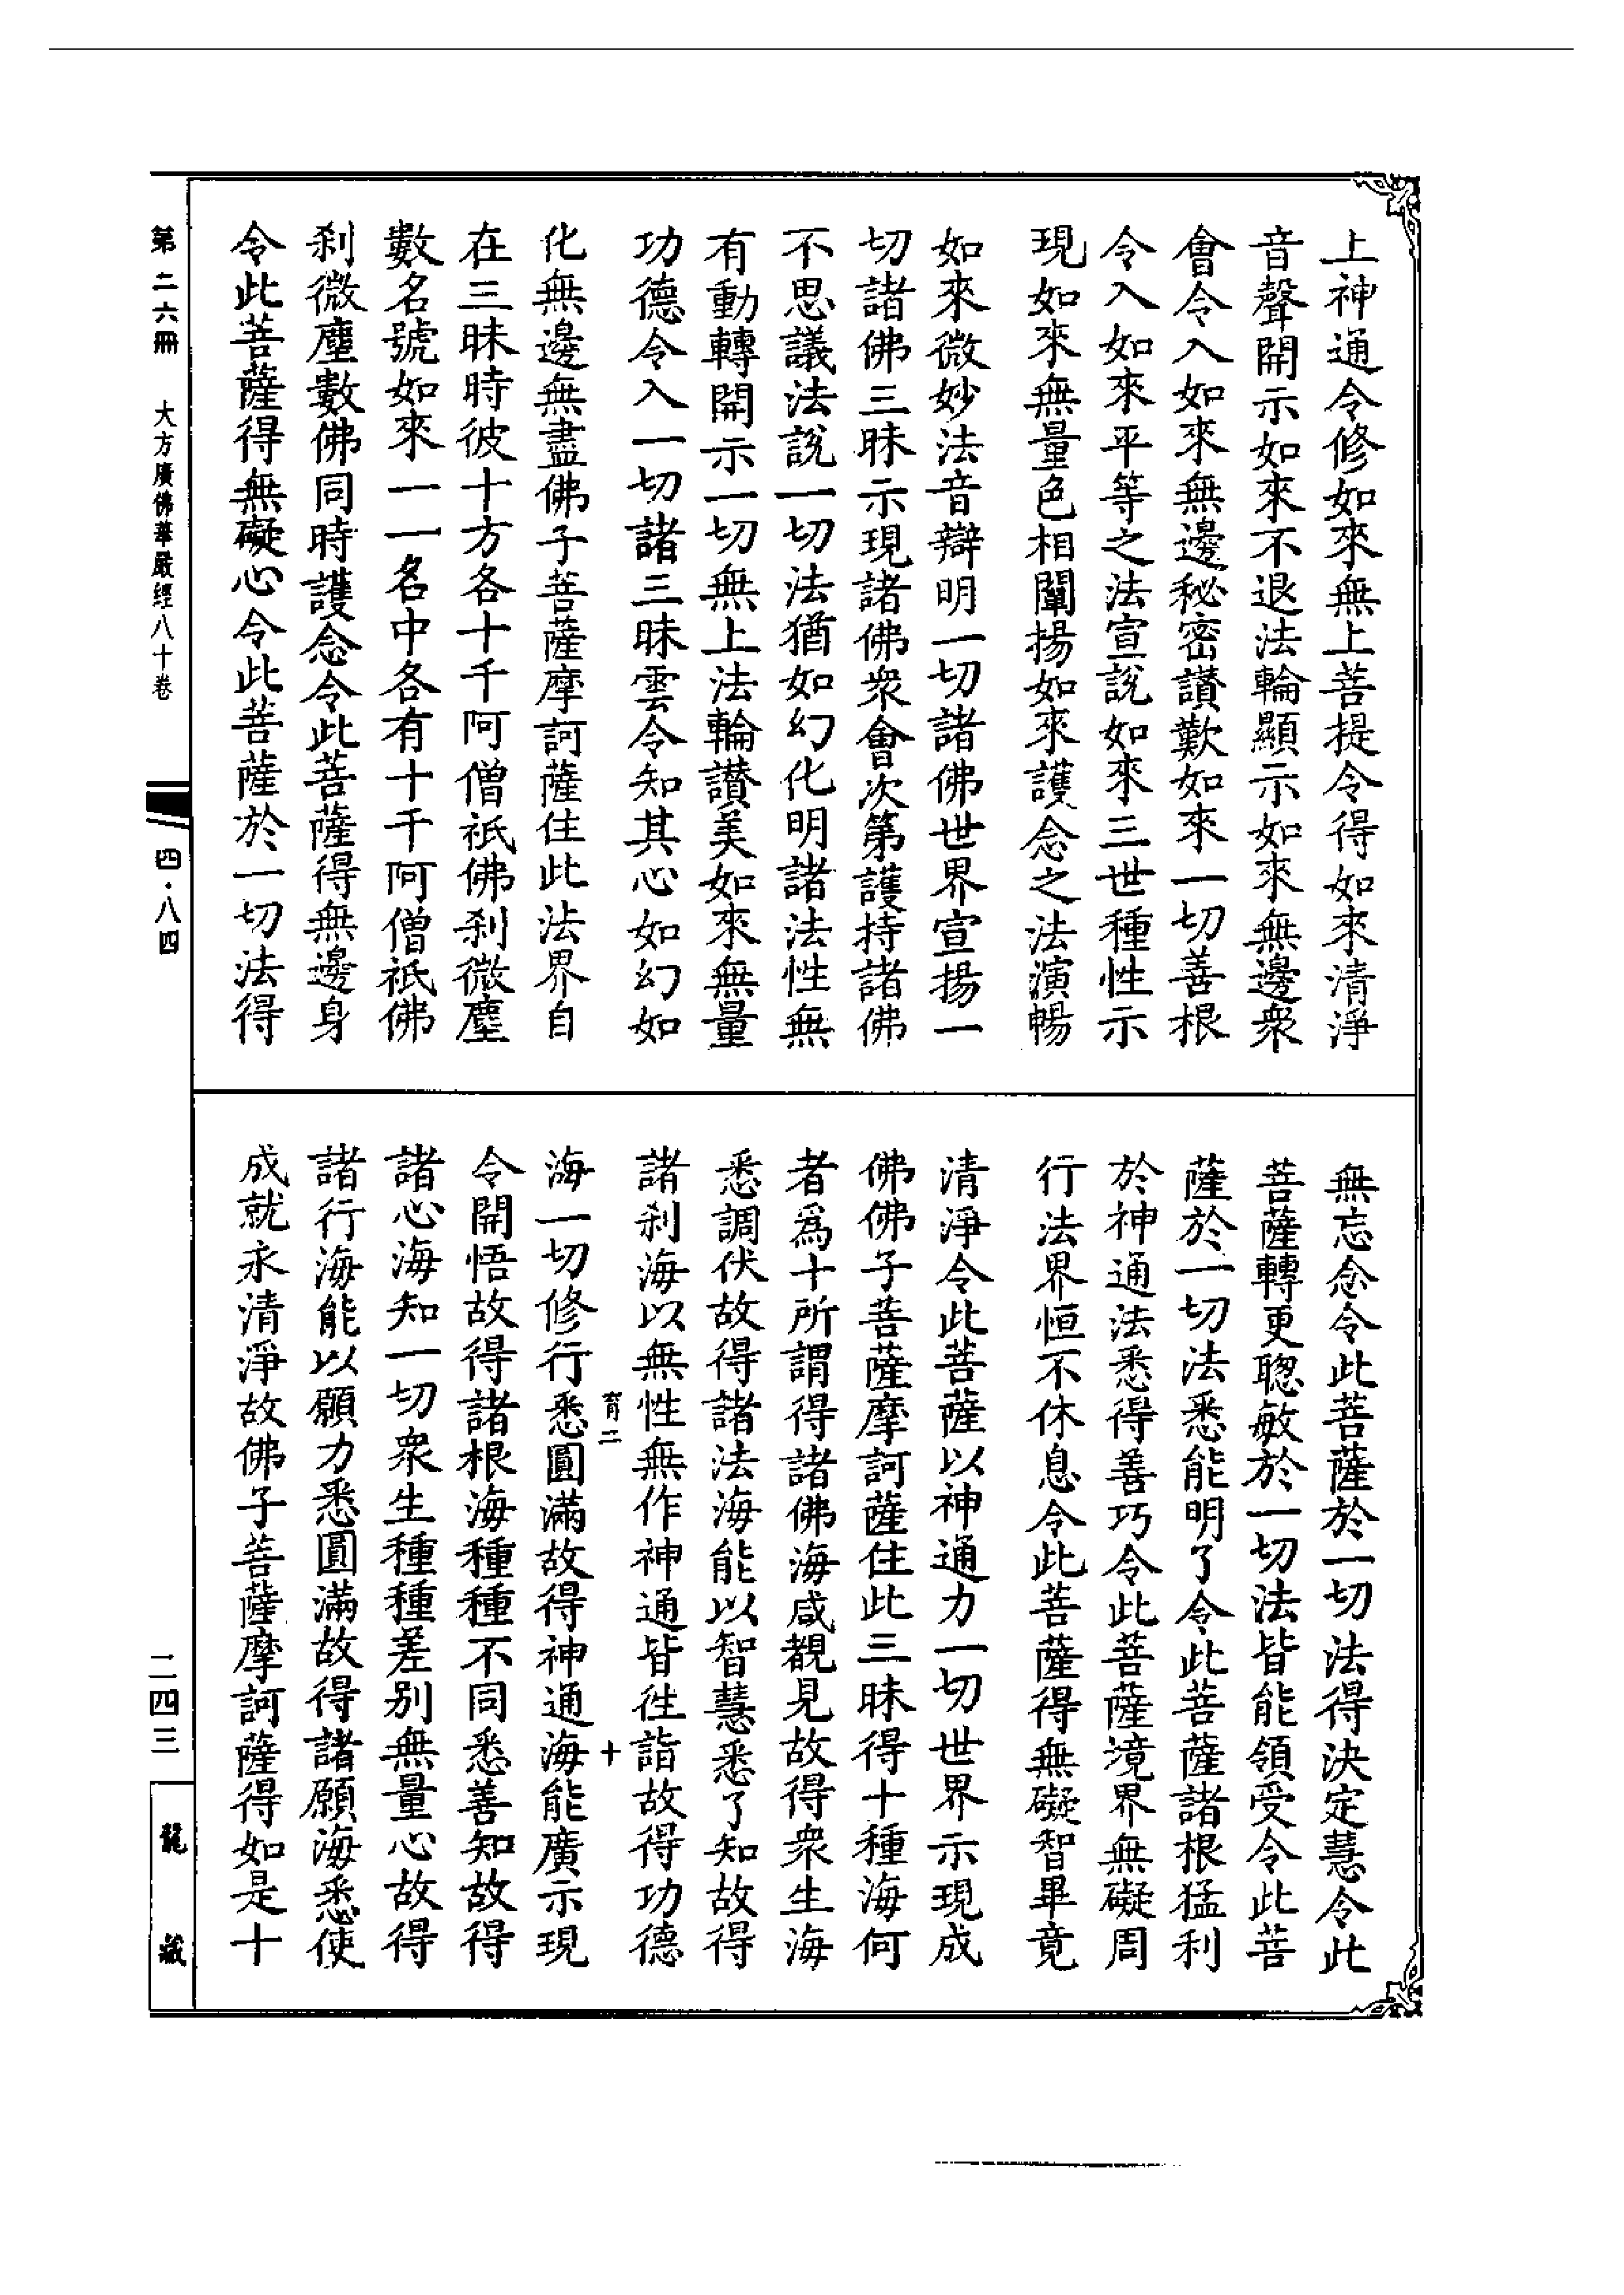 上神通令修如來無上菩提令得如來清淨
音聲開示如來不退法輪顯示如來無邊衆
會令入如來無邊秘密讃歎如來一切善根
令入如來平等之法宣說如來三世種性示
現如來無量色相闡揚如來護念之法演暢
如來微妙法音辯明一切諸佛世界宣揚一
切諸佛三昧示現諸佛衆會次第護持諸佛
不思議法說一切法猶如幻化明諸法性無
有動轉開示一切無上法輪讃美如來無量
功德令入一切諸三昧雲令知其心如幻如
化無邊無盡佛子菩薩摩訶薩住此法界自
在三昧時彼十方各十千阿僧祇佛刹微塵
數名號如來一一名中各有十千阿僧祇佛
刹微塵數佛同時護念令此菩薩得無邊身
令此菩薩得無礙心令此菩薩於一切法得
無忘念令此菩薩於一切法得決定慧令此
菩薩轉更聰敏於一切法皆能領受令此菩
薩於一切法悉能明了令此菩薩諸根猛利
於神通法悉得善巧令此菩薩境界無礙周
行法界恒不休息令此菩薩得無礙智畢竟
清淨令此菩薩以神通力一切世界示現成
佛佛子菩薩摩訶薩住此三昧得十種海何
者爲十所謂得諸佛海咸覩見故得衆生海
悉調伏故得諸法海能以智慧悉了知故得
諸刹海以無性無作神通皆徃詣故得功德
育二 十
海一切修行悉圓滿故得神通海能廣示現
令開悟故得諸根海種種不同悉善知故得
諸心海知一切衆生種種差别無量心故得
諸行海能以願力悉圓滿故得諸願海悉使
成就永清淨故佛子菩薩摩訶薩得如是十
第二六冊 大方廣佛華嚴經八十卷
四·八四
二四三
龍藏